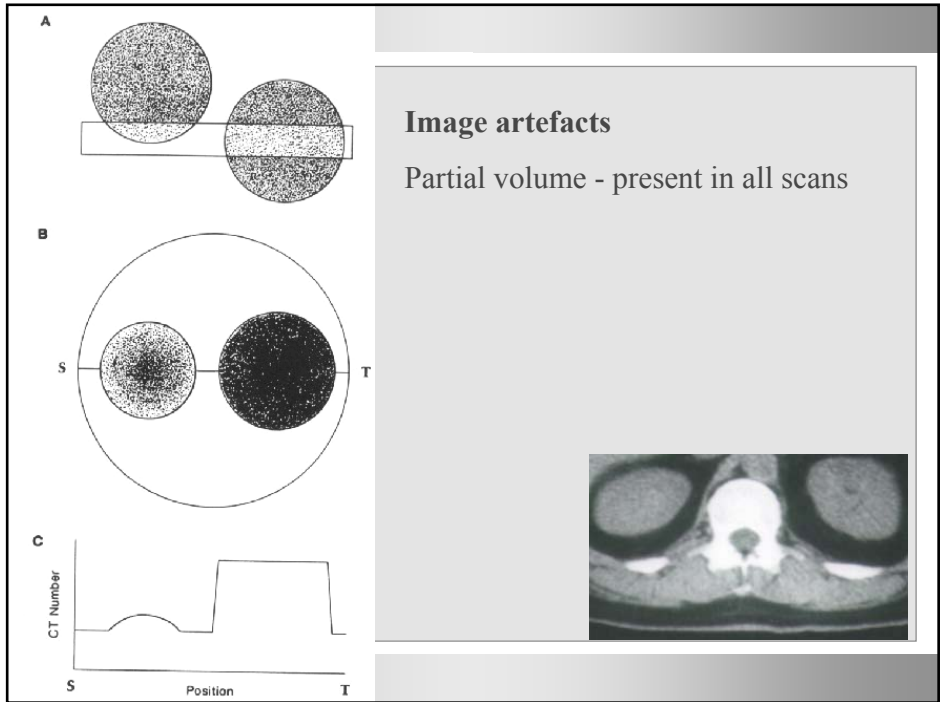 A
B
S
T
C
CT Number
S
Position
T
Image artefacts
Partial volume - present in all scans